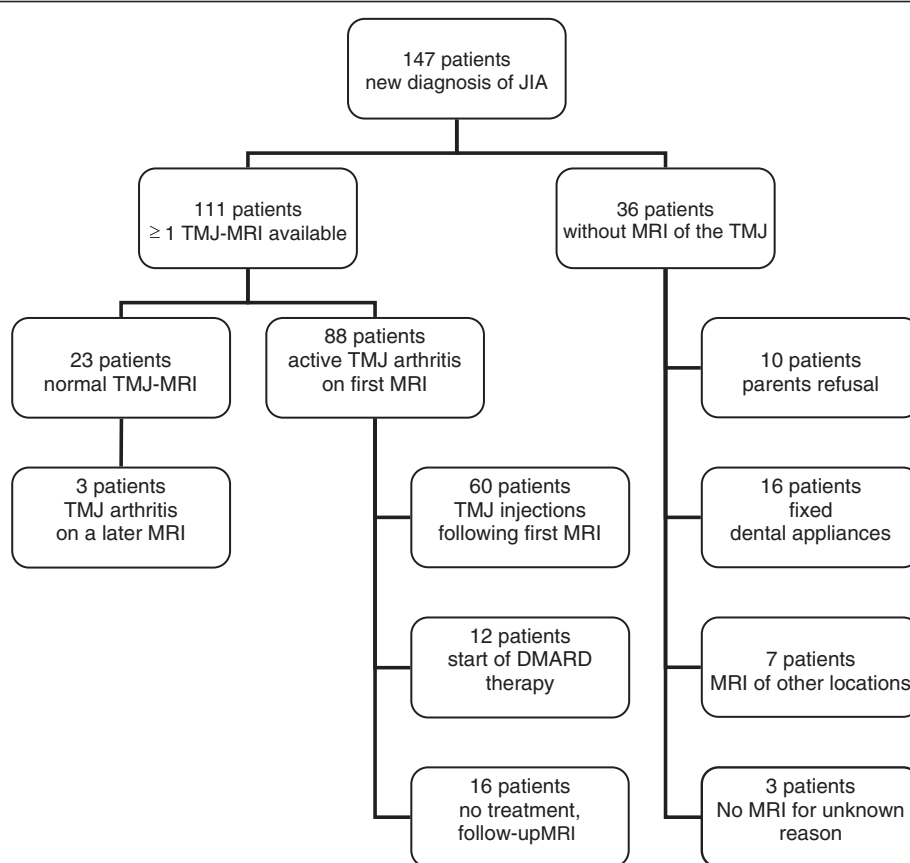 147 patients
new diagnosis of JIA
111 patients
≥ 1 TMJ-MRI available
36 patients
without MRI of the TMJ
23 patients
normal TMJ-MRI
88 patients
active TMJ arthritis
on first MRI
10 patients
parents refusal
3 patients
TMJ arthritis
on a later MRI
60 patients
TMJ injections
following first MRI
16 patients
fixed
dental appliances
12 patients
start of DMARD
therapy
7 patients
MRI of other locations
16 patients
no treatment,
follow-upMRI
3 patients
No MRI for unknown
reason